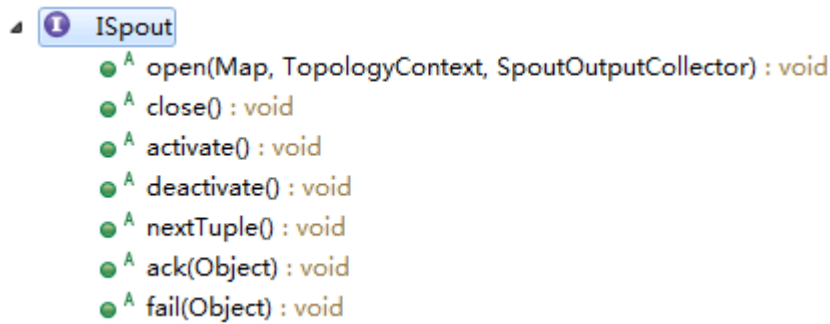 I ISpout
A open(Map, TopologyContext, SpoutOutputCollector) : void
A close() : void
A activate() : void
A deactivate() : void
A nextTuple() : void
A ack(Object) : void
A fail(Object) : void